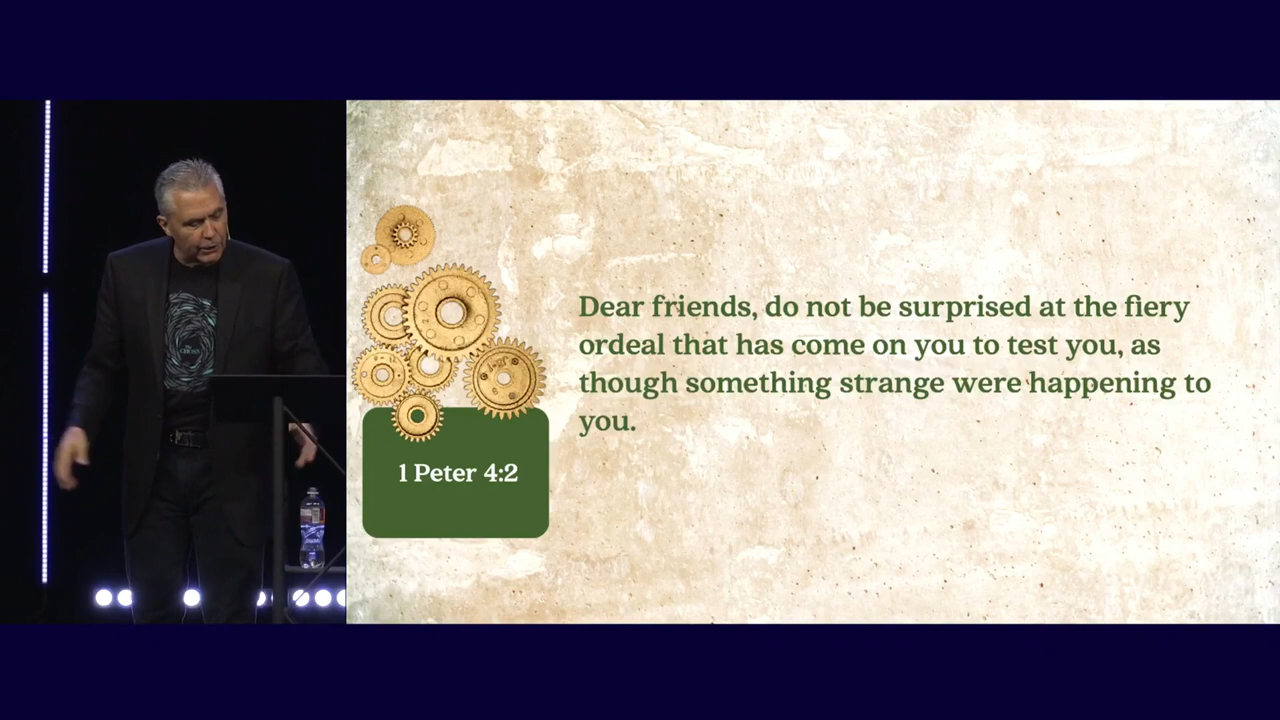 Dear friends, do not be surprised at the fiery
ordeal that has come on you to test you, as
though something strange were happening to
you.
1 Peter 4:2